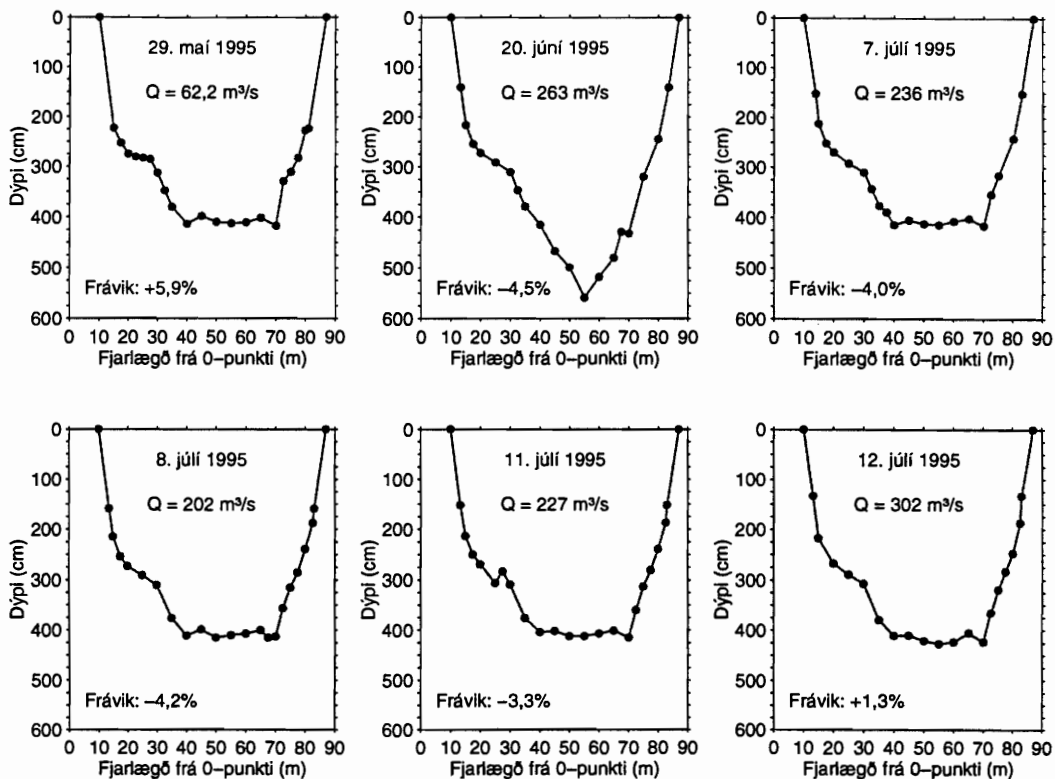 29. maí 1995
Q = 62,2 m³/s
Frávik: +5,9%
Dýpi (cm)
0
100
200
300
400
500
600
0 10 20 30 40 50 60 70 80 90
Fjarlægð frá 0–punkti (m)
20. júní 1995
Q = 263 m³/s
Frávik: –4,5%
Dýpi (cm)
0
100
200
300
400
500
600
0 10 20 30 40 50 60 70 80 90
Fjarlægð frá 0–punkti (m)
7. júlí 1995
Q = 236 m³/s
Frávik: –4,0%
Dýpi (cm)
0
100
200
300
400
500
600
0 10 20 30 40 50 60 70 80 90
Fjarlægð frá 0–punkti (m)
8. júlí 1995
Q = 202 m³/s
Frávik: –4,2%
Dýpi (cm)
0
100
200
300
400
500
600
0 10 20 30 40 50 60 70 80 90
Fjarlægð frá 0–punkti (m)
11. júlí 1995
Q = 227 m³/s
Frávik: –3,3%
Dýpi (cm)
0
100
200
300
400
500
600
0 10 20 30 40 50 60 70 80 90
Fjarlægð frá 0–punkti (m)
12. júlí 1995
Q = 302 m³/s
Frávik: +1,3%
Dýpi (cm)
0
100
200
300
400
500
600
0 10 20 30 40 50 60 70 80 90
Fjarlægð frá 0–punkti (m)